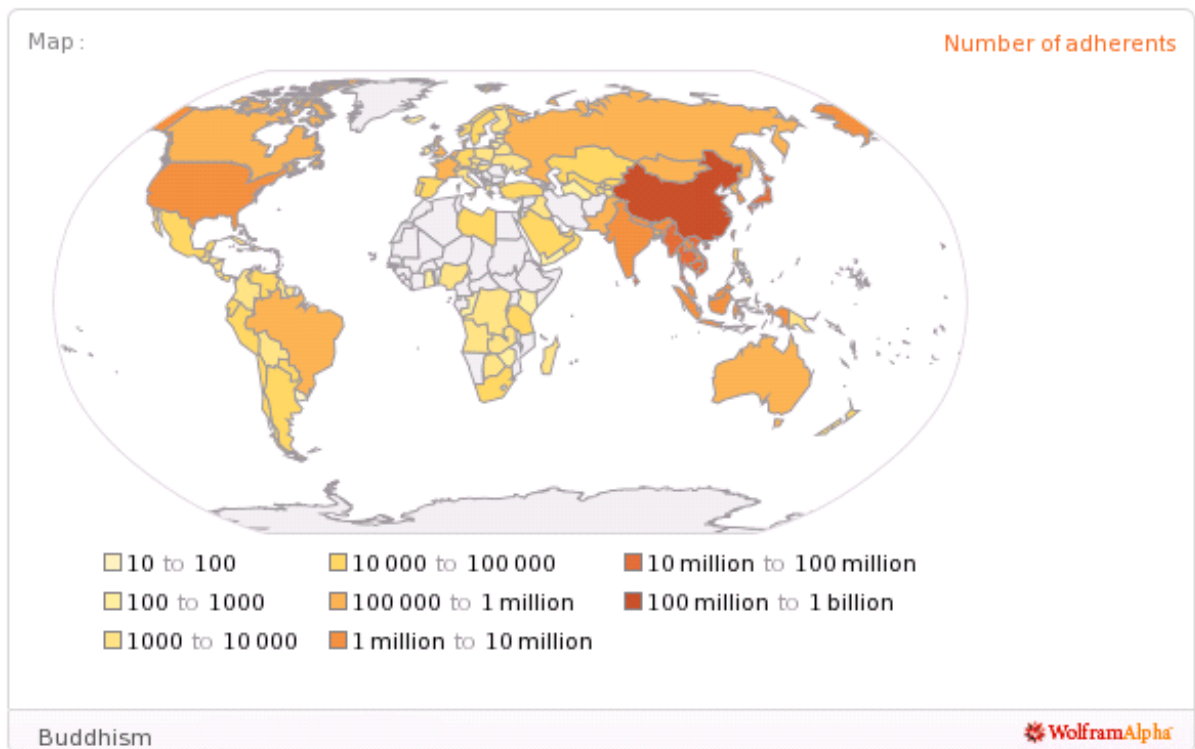 Map :
Number of adherents
10 to 100
10 000 to 100 000
10 million to 100 million
100 to 1000
100 000 to 1 million
100 million to 1 billion
1000 to 10 000
1 million to 10 million
Buddhism
WolframAlpha